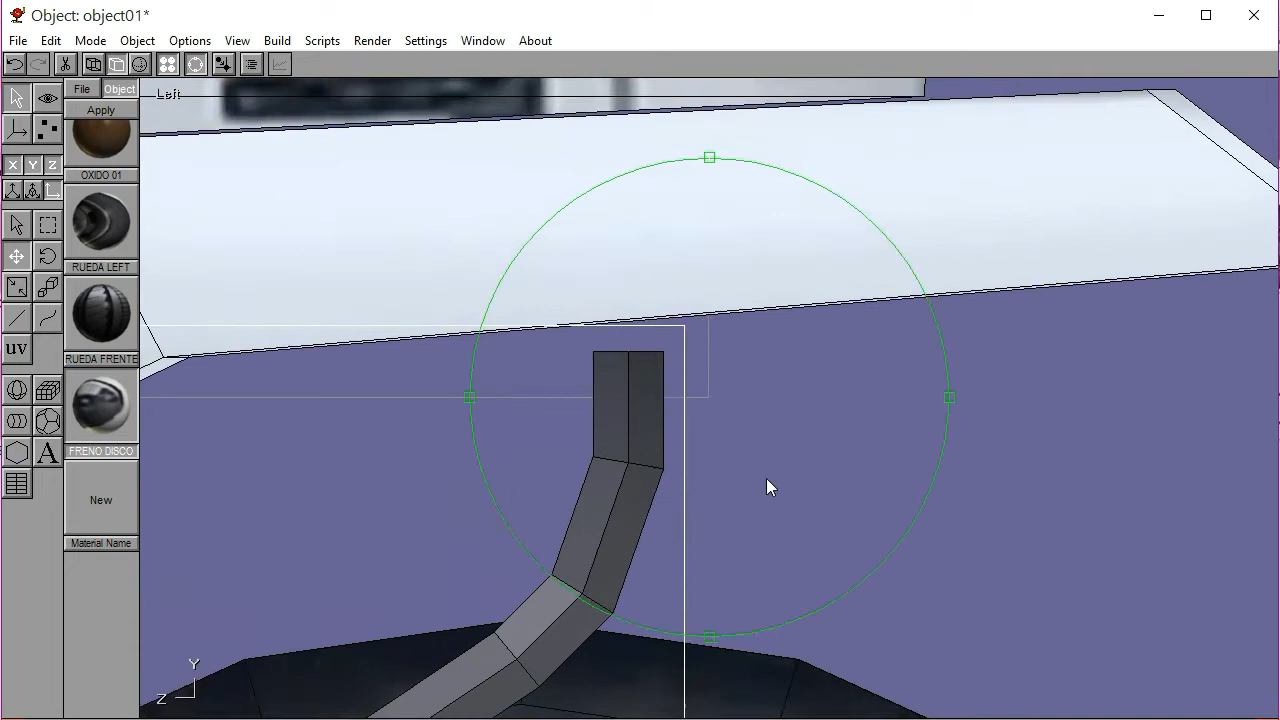 Object: object01*
File Edit Mode Object Options View Build Scripts Render Settings Window About
File Object
Left
Apply
OXIDO 01
X Y Z
RUEDA LEFT
RUEDA FRENTE
uv
FRENO DISCO
A
New
Material Name
Y
Z